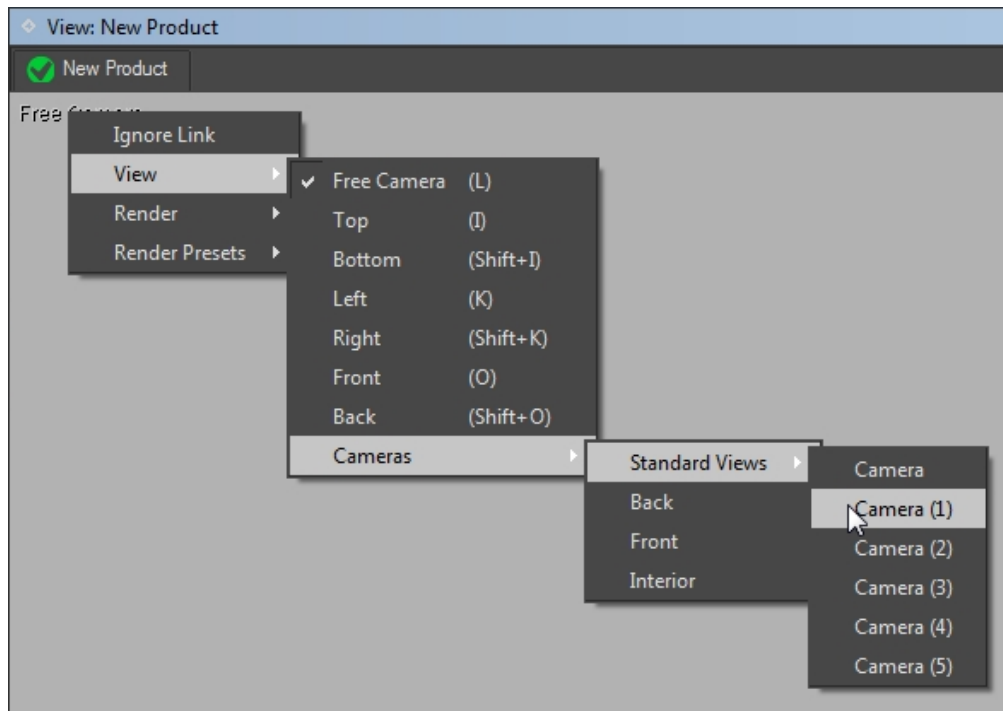 View: New Product
New Product
Free
Ignore Link
View
Render
Render Presets
Free Camera (L)
Top (I)
Bottom (Shift+I)
Left (K)
Right (Shift+K)
Front (O)
Back (Shift+O)
Cameras
Standard Views
Back
Front
Interior
Camera
Camera (1)
Camera (2)
Camera (3)
Camera (4)
Camera (5)